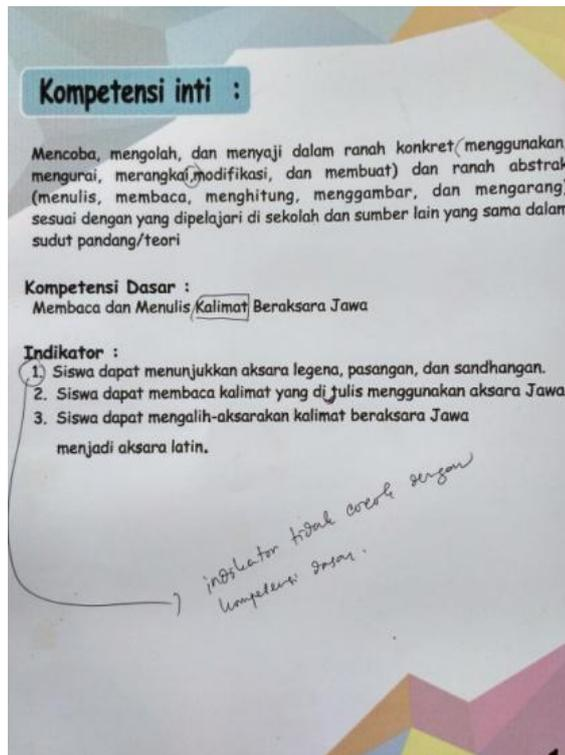 Kompetensi inti :
Mencoba, mengolah, dan menyaji dalam ranah konkret (menggunakan
mengurai, merangkai, modifikasi, dan membuat) dan ranah abstrak
(menulis, membaca, menghitung, menggambar, dan mengarang)
sesuai dengan yang dipelajari di sekolah dan sumber lain yang sama dalam
sudut pandang/teori
Kompetensi Dasar :
Membaca dan Menulis Kalimat Beraksara Jawa
Indikator :
1. Siswa dapat menunjukkan aksara legena, pasangan, dan sandhangan.
2. Siswa dapat membaca kalimat yang di tulis menggunakan aksara Jawa
3. Siswa dapat mengalih-aksarakan kalimat beraksara Jawa
menjadi aksara latin.
indikator tidak cocok dengan
kompetensi dasar.